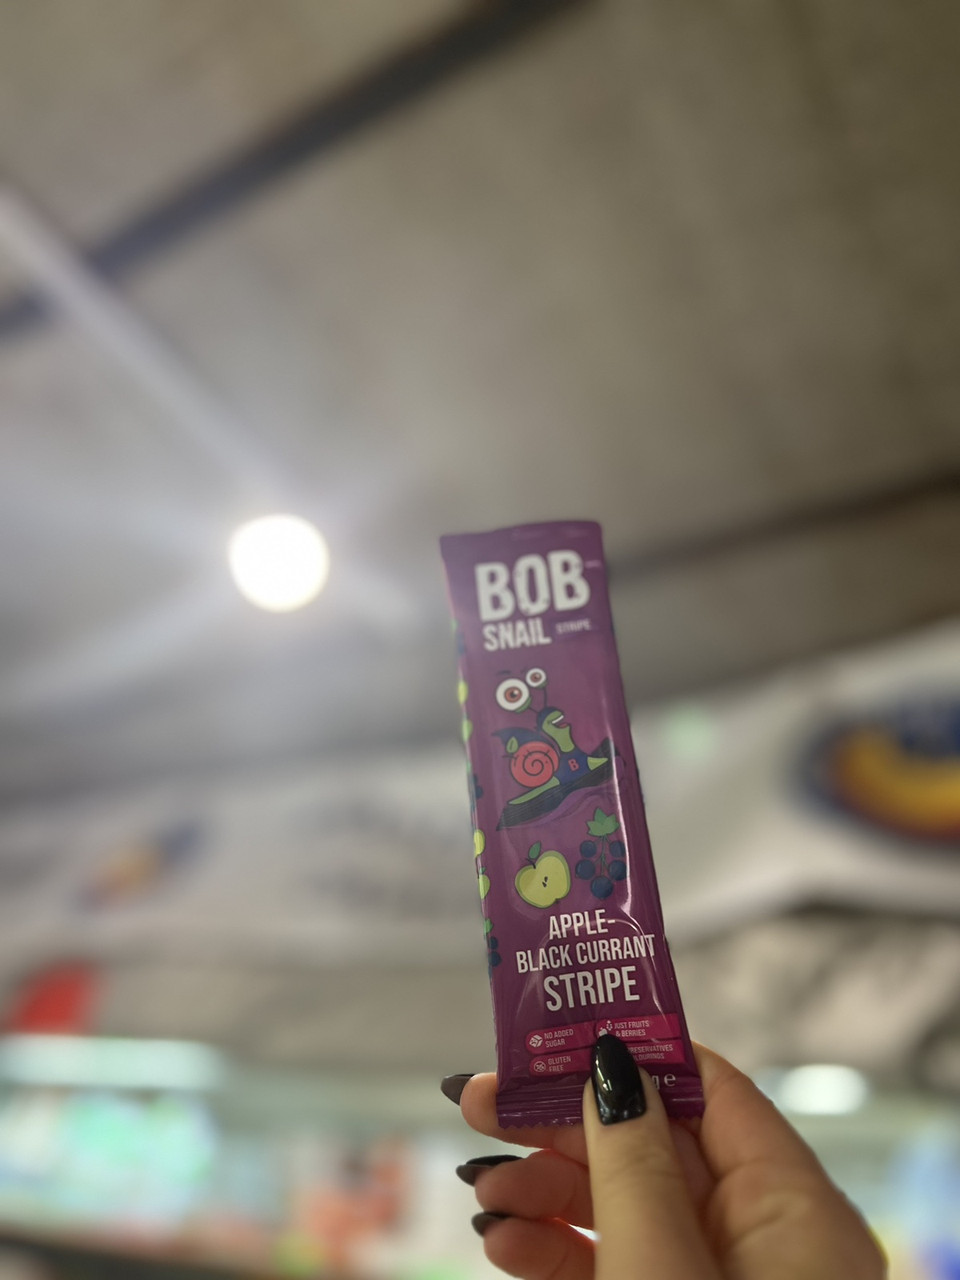 BOB
SNAIL STRIPE
B
APPLE-
BLACK CURRANT
STRIPE
NO ADDED
SUGAR
JUST FRUITS
& BERRIES
GLUTEN
FREE
g e